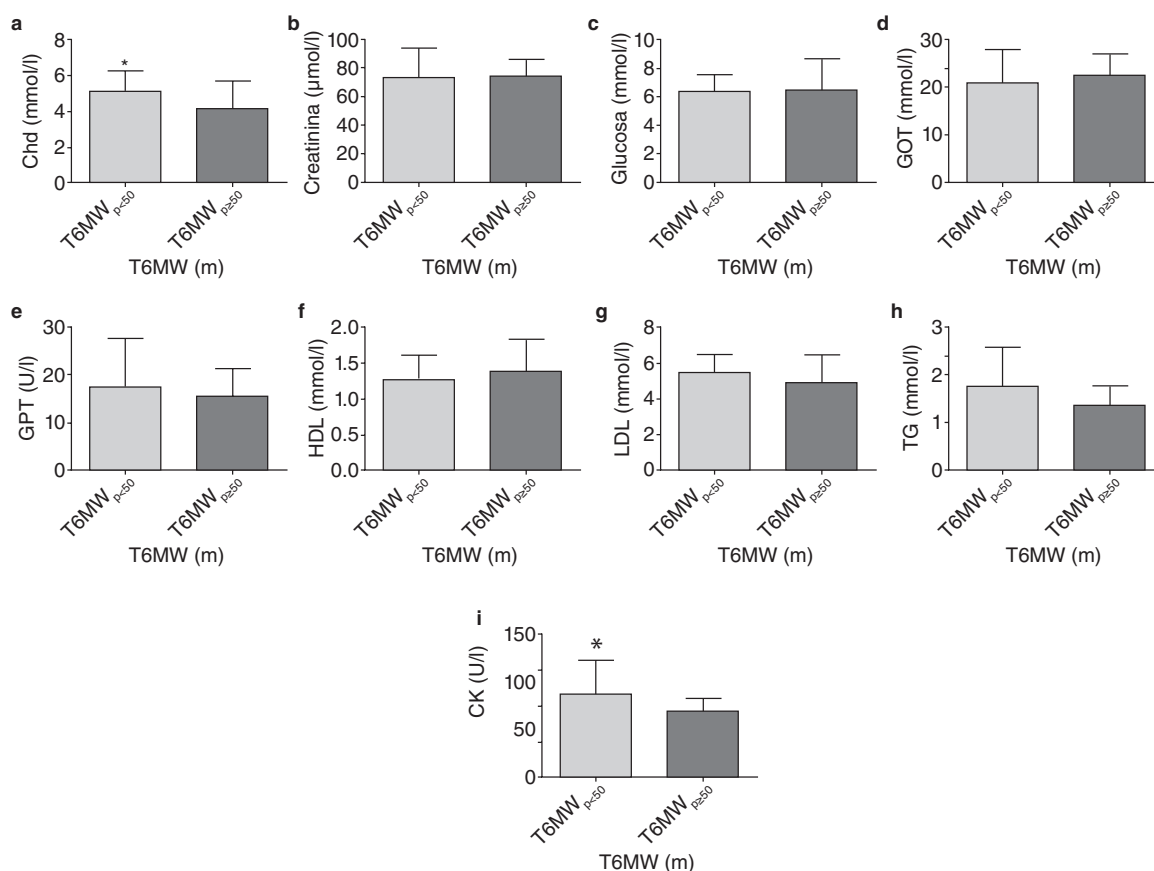 a
Chd (mmol/l)
8
6
4
2
0
*
T6MW p<50
T6MW p≥50
T6MW (m)
b
Creatinina (µmol/l)
100
80
60
40
20
0
T6MW p<50
T6MW p≥50
T6MW (m)
c
Glucosa (mmol/l)
10
8
6
4
2
0
T6MW p<50
T6MW p≥50
T6MW (m)
d
GOT (mmol/l)
30
20
10
0
T6MW p<50
T6MW p≥50
T6MW (m)
e
GPT (U/l)
30
20
10
0
T6MW p<50
T6MW p≥50
T6MW (m)
f
HDL (mmol/l)
2.0
1.5
1.0
0.5
0.0
T6MW p<50
T6MW p≥50
T6MW (m)
g
LDL (mmol/l)
8
6
4
2
0
T6MW p<50
T6MW p≥50
T6MW (m)
h
TG (mmol/l)
3
2
1
0
T6MW p<50
T6MW p≥50
T6MW (m)
i
CK (U/l)
150
100
50
0
*
T6MW p<50
T6MW p≥50
T6MW (m)